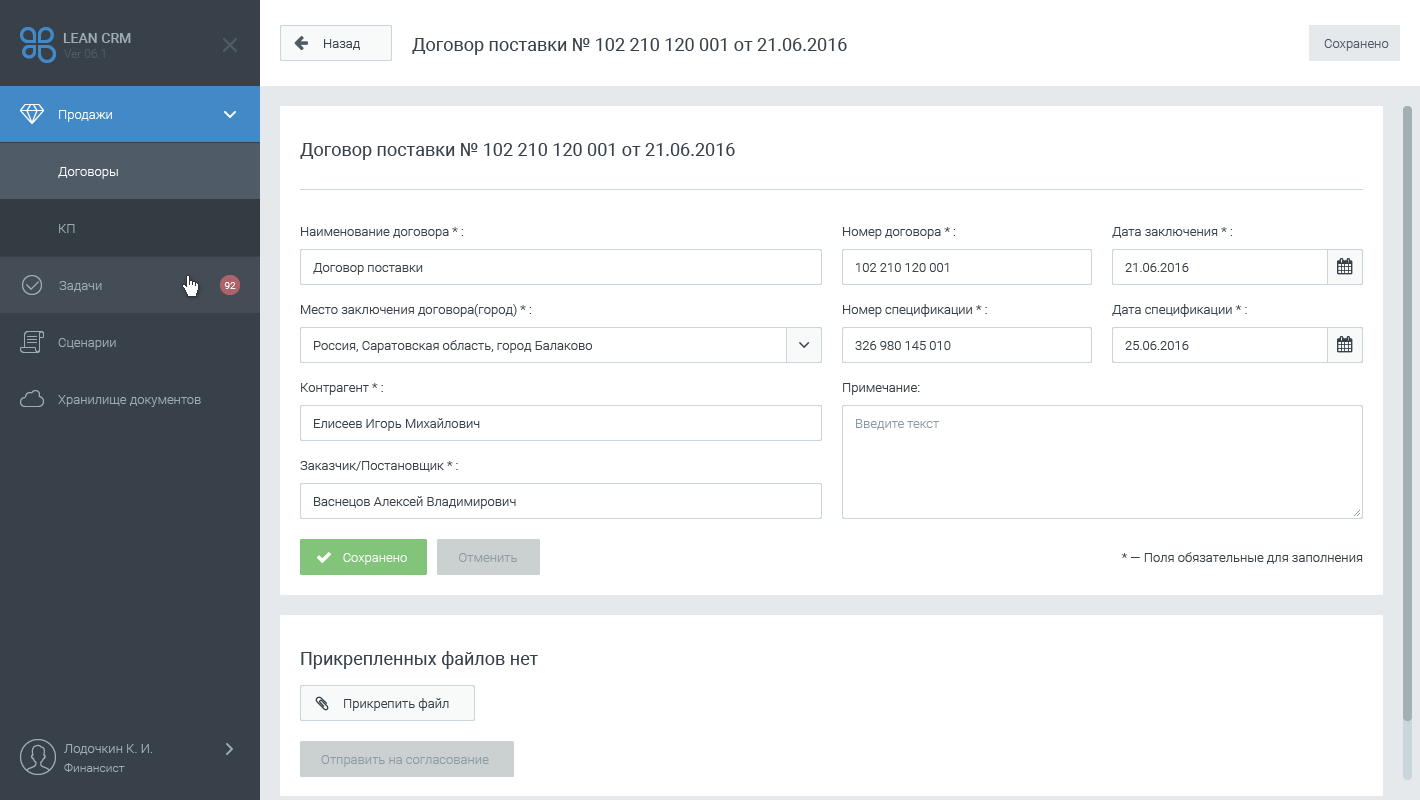 LEAN CRM
Ver 06.1
Продажи
Договоры
КП
Задачи
92
Сценарии
Хранилище документов
Лодочкин К. И.
Финансист
Назад
Договор поставки № 102 210 120 001 от 21.06.2016
Сохранено
Договор поставки № 102 210 120 001 от 21.06.2016
Наименование договора * :
Номер договора * :
Дата заключения * :
Договор поставки
102 210 120 001
21.06.2016
Место заключения договора(город) * :
Номер спецификации * :
Дата спецификации * :
Россия, Саратовская область, город Балаково
326 980 145 010
25.06.2016
Контрагент * :
Примечание:
Елисеев Игорь Михайлович
Введите текст
Заказчик/Постановщик * :
Васнецов Алексей Владимирович
Сохранено
Отменить
* — Поля обязательные для заполнения
Прикрепленных файлов нет
Прикрепить файл
Отправить на согласование